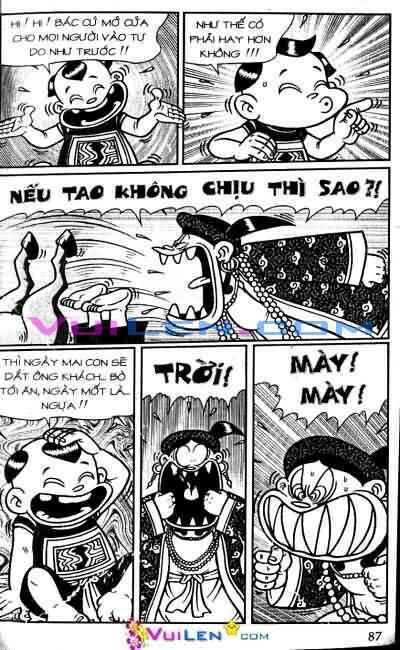 HI! HI! BÁC CỨ MỞ CỬA
CHO MỌI NGƯỜI VÀO TỰ
DO NHƯ TRƯỚC!!
NHƯ THẾ CÓ
PHẢI HAY HƠN
KHÔNG!!!
NẾU TAO KHÔNG CHỊU THÌ SAO?!
VUILEN.COM
THÌ NGÀY MAI CON SẼ
DẮT ÔNG KHÁCH.. BÒ
TỚI ĂN, NGÀY MỐT LÀ..
NGỰA!!
TRỜI!
MÀY!
MÀY!
87
VUILEN.COM